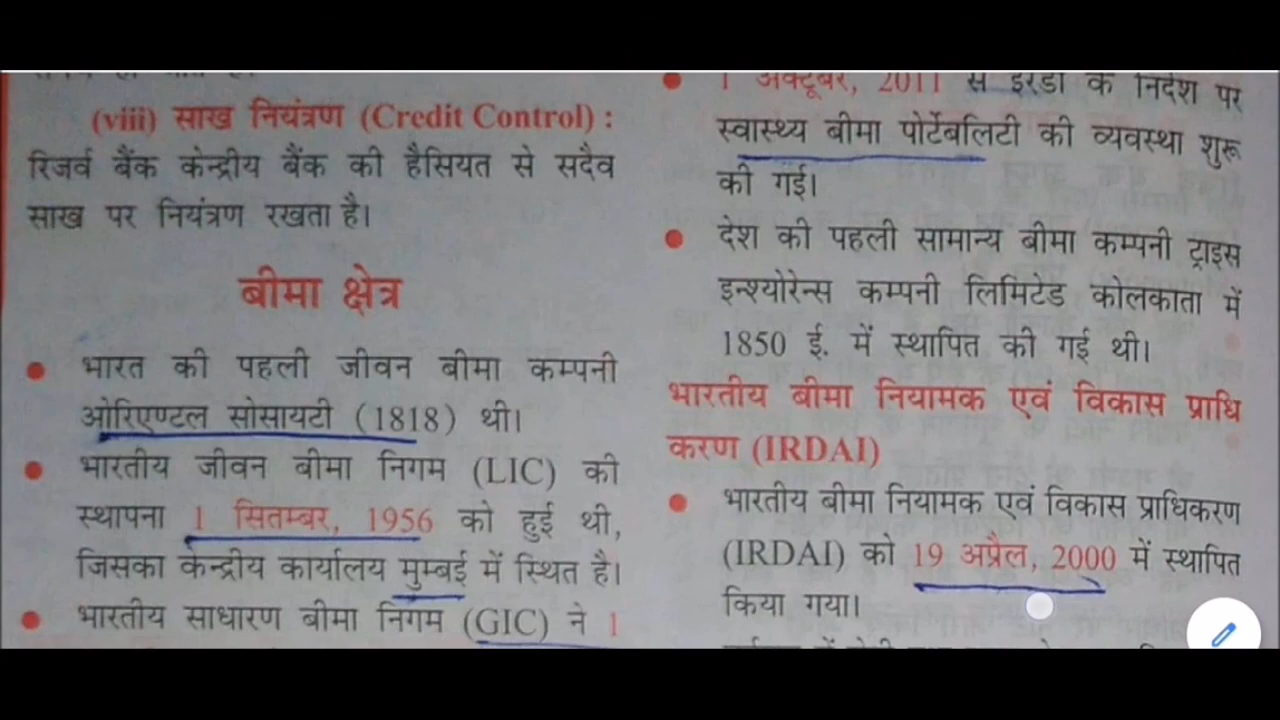 (viii) साख नियंत्रण (Credit Control) :
रिजर्व बैंक केन्द्रीय बैंक की हैसियत से सदैव
साख पर नियंत्रण रखता है।
बीमा क्षेत्र
भारत की पहली जीवन बीमा कम्पनी
ओरिएण्टल सोसायटी (1818) थी।
भारतीय जीवन बीमा निगम (LIC) की
स्थापना 1 सितम्बर, 1956 को हुई थी,
जिसका केन्द्रीय कार्यालय मुम्बई में स्थित है।
भारतीय साधारण बीमा निगम (GIC) ने 1
1 अक्टूबर, 2011 से इरडा के निर्देश पर
स्वास्थ्य बीमा पोर्टेबलिटी की व्यवस्था शुरू
की गई।
देश की पहली सामान्य बीमा कम्पनी ट्राइस
इन्श्योरेन्स कम्पनी लिमिटेड कोलकाता में
1850 ई. में स्थापित की गई थी।
भारतीय बीमा नियामक एवं विकास प्राधि
करण (IRDAI)
भारतीय बीमा नियामक एवं विकास प्राधिकरण
(IRDAI) को 19 अप्रैल, 2000 में स्थापित
किया गया।